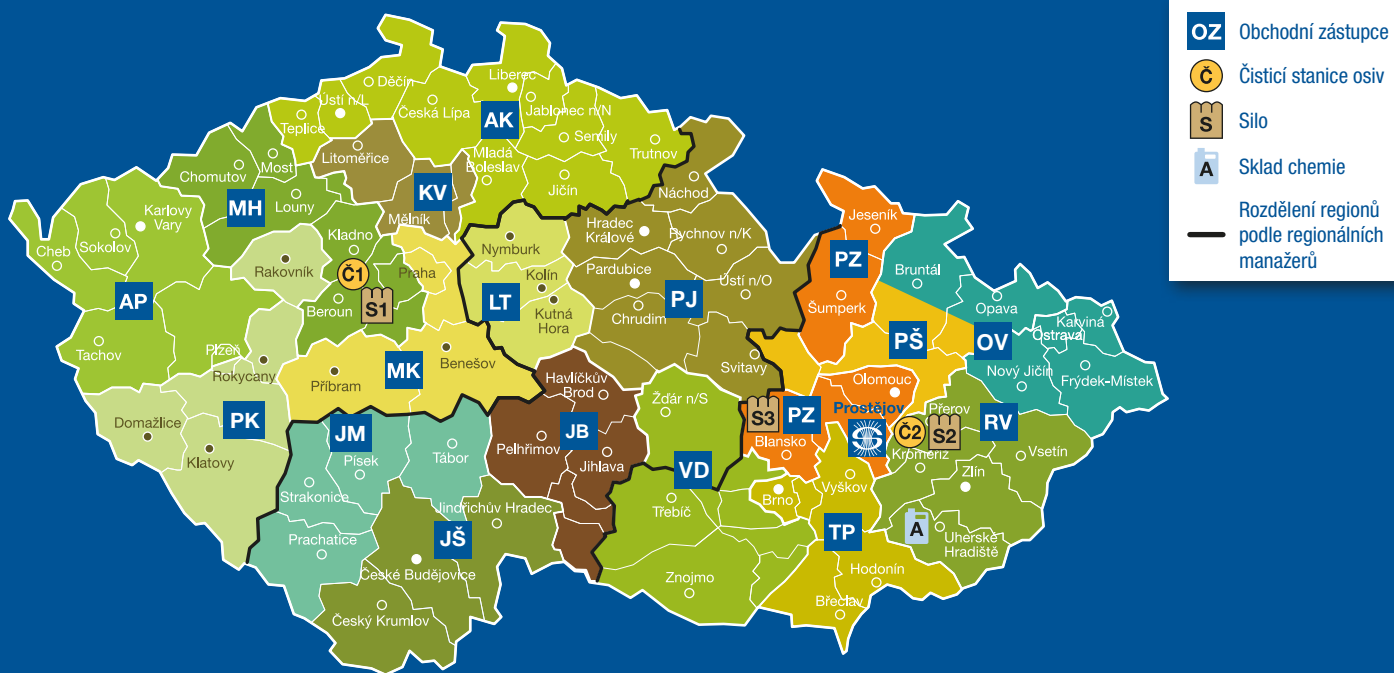 OZ Obchodní zástupce
Č Čisticí stanice osiv
S Silo
A Sklad chemie
Rozdělení regionů
podle regionálních
manažerů
Děčín
Ústí n/L
Teplice
Česká Lípa
Liberec
AK
Jablonec n/N
Semily
Trutnov
Mladá
Boleslav
Jičín
Litoměřice
KV
Mělník
Chomutov
Most
MH
Louny
Karlovy
Vary
Sokolov
Cheb
AP
Tachov
Kladno
Č1
Rakovník
Beroun
S1
Praha
Nymburk
Kolín
LT
Kutná
Hora
Náchod
Hradec
Králové
Rychnov n/K
Pardubice
Ústí n/O
PJ
Chrudim
Svitavy
Jeseník
PZ
Šumperk
Bruntál
Opava
OV
Karviná
Ostrava
Nový Jičín
Frýdek-Místek
PŠ
Plzeň
Rokycany
Domažlice
PK
Klatovy
Příbram
MK
Benešov
JM
Písek
Tábor
Strakonice
Prachatice
Jindřichův Hradec
JŠ
České Budějovice
Český Krumlov
Havlíčkův
Brod
JB
Pelhřimov
Jihlava
Žďár n/S
VD
Třebíč
Znojmo
S3
PZ
Blansko
Olomouc
Prostějov
Přerov
Č2
S2
RV
Kroměříž
Vsetín
Zlín
Brno
Vyškov
TP
A
Uherské
Hradiště
Hodonín
Břeclav